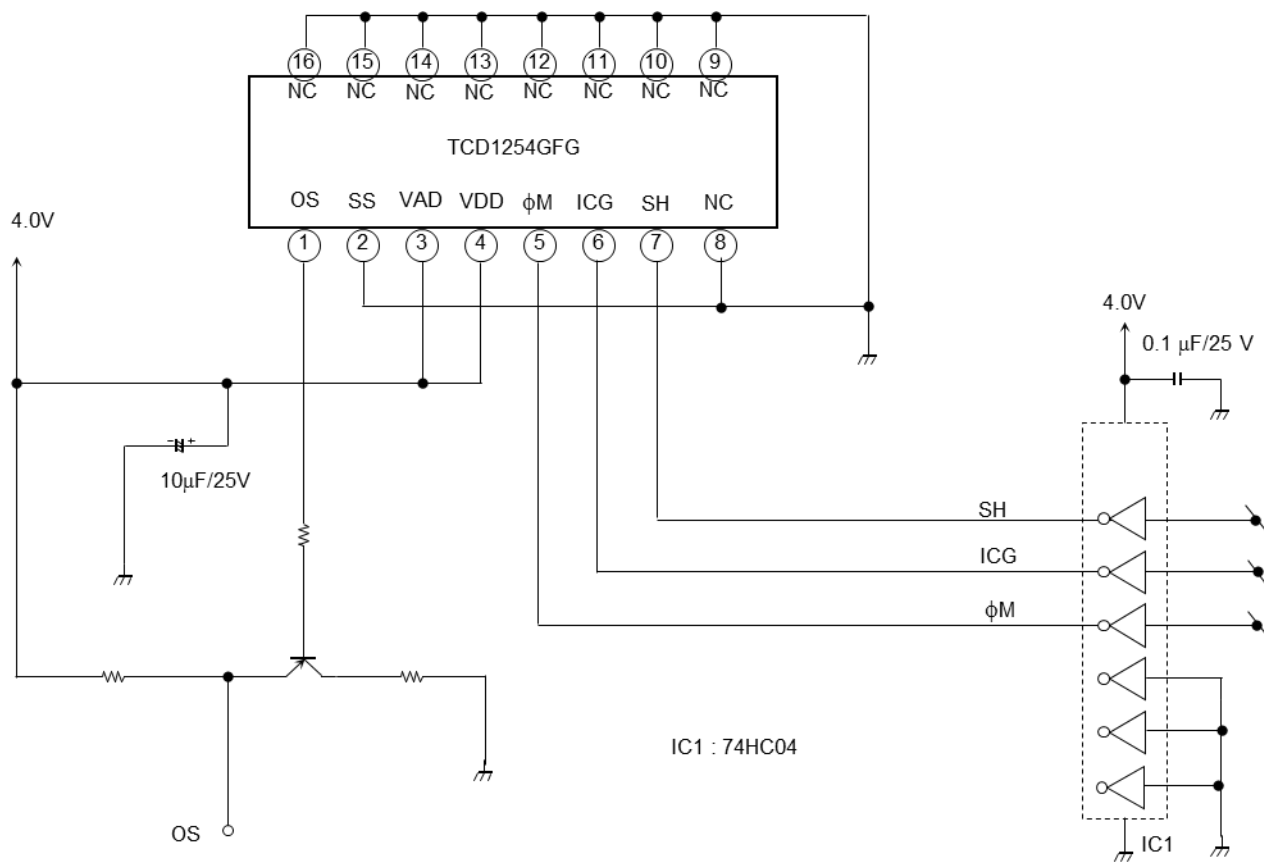 16 15 14 13 12 11 10 9
NC NC NC NC NC NC NC NC
TCD1254GFG
OS SS VAD VDD ϕM ICG SH NC
1 2 3 4 5 6 7 8
4.0V
4.0V
0.1 μF/25 V
- +
10μF/25V
SH
ICG
ϕM
IC1 : 74HC04
OS
IC1